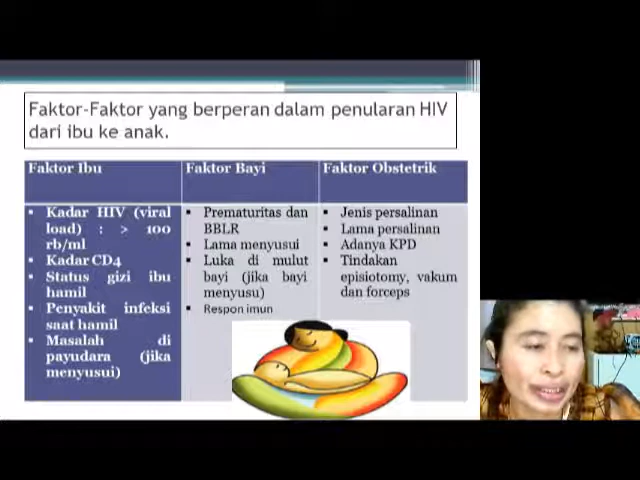 Faktor-Faktor yang berperan dalam penularan HIV
dari ibu ke anak.
Faktor Ibu
Kadar HIV (viral
load) : > 100
rb/ml
Kadar CD4
Status gizi ibu
hamil
Penyakit infeksi
saat hamil
Masalah di
payudara (jika
menyusui)
Faktor Bayi
Prematuritas dan
BBLR
Lama menyusui
Luka di mulut
bayi (jika bayi
menyusu)
Respon imun
Faktor Obstetrik
Jenis persalinan
Lama persalinan
Adanya KPD
Tindakan
episiotomy, vakum
dan forceps